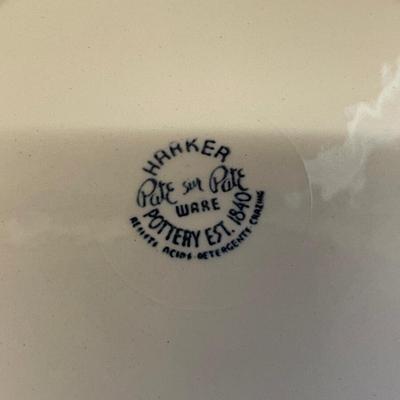 HARKER
Pate sur Pate
WARE
POTTERY EST. 1840
RESISTS ACIDS DETERGENTS CRAZING